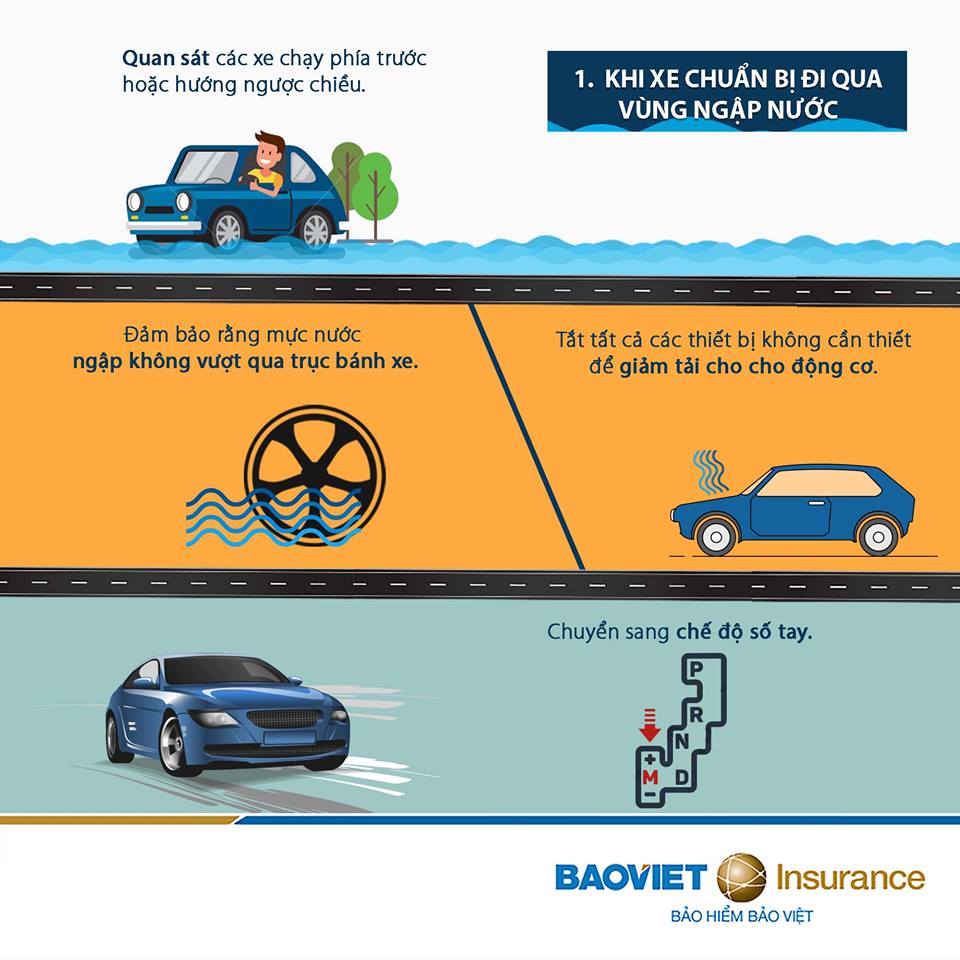 Quan sát các xe chạy phía trước
hoặc hướng ngược chiều.
1. KHI XE CHUẨN BỊ ĐI QUA
VÙNG NGẬP NƯỚC
Đảm bảo rằng mực nước
ngập không vượt qua trục bánh xe.
Tắt tất cả các thiết bị không cần thiết
để giảm tải cho cho động cơ.
Chuyển sang chế độ số tay.
P
R
N
+
M D
–
BAOVIET Insurance
BẢO HIỂM BẢO VIỆT